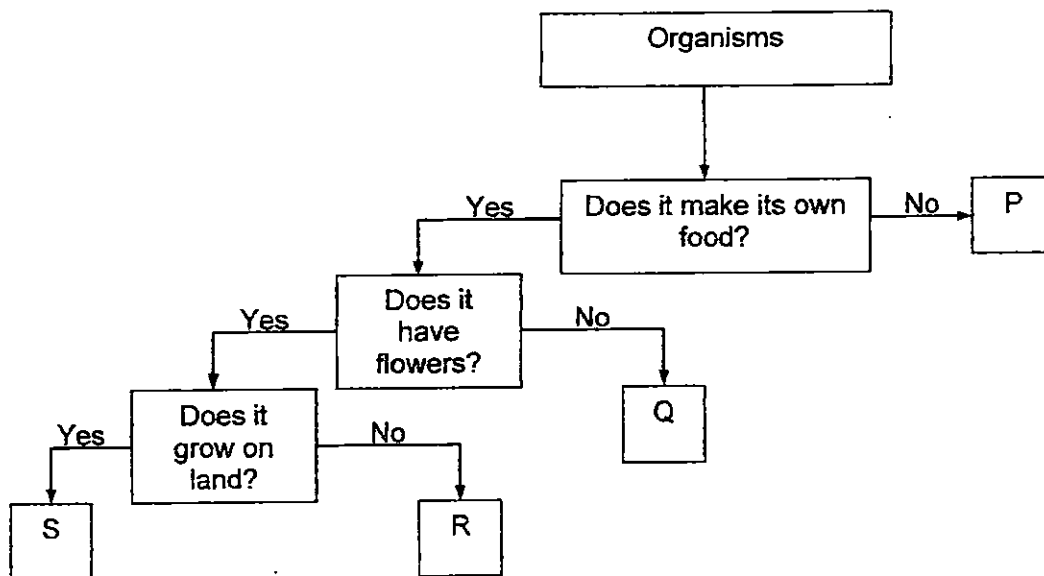 Organisms
Does it make its own
food?
Yes
No
P
Does it
have
flowers?
Yes
No
Q
Does it
grow on
land?
Yes
No
S
R